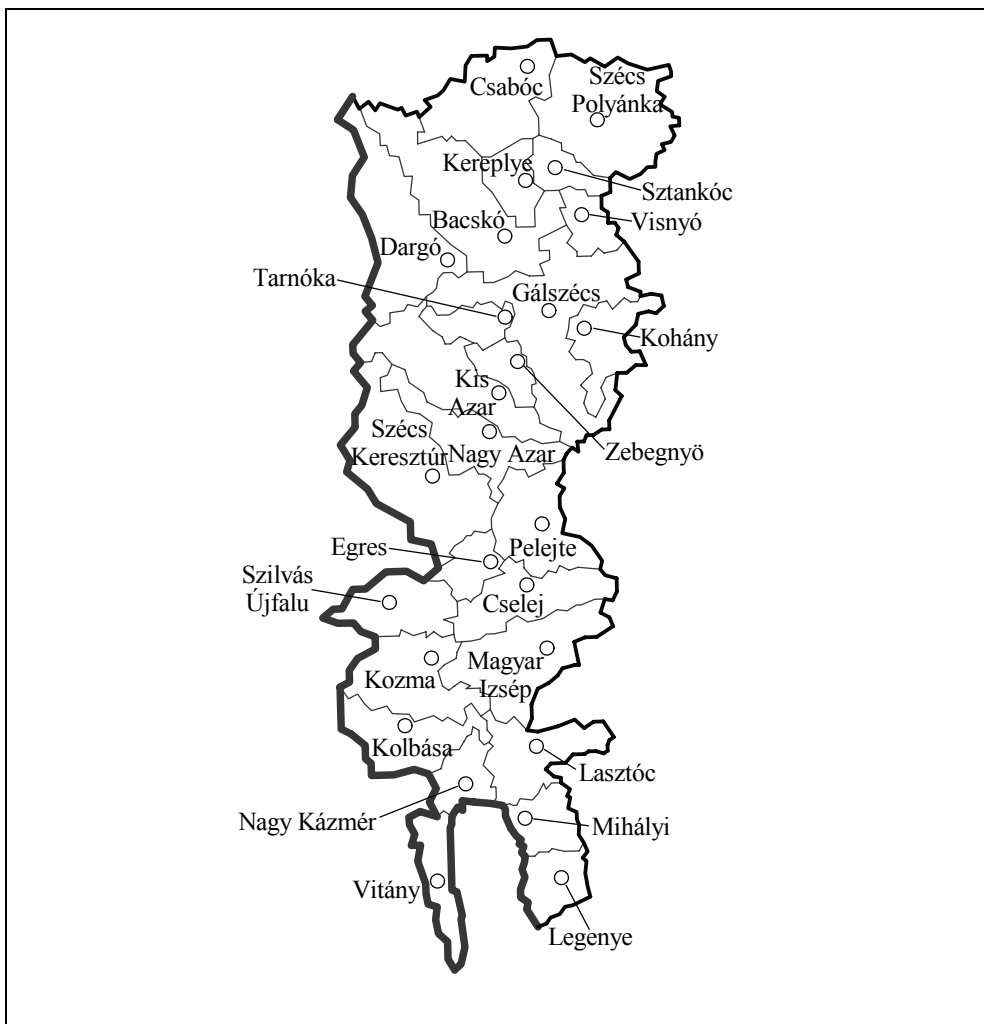 Csabóc
Szécs
Polyánka
Kereplye
Sztankóc
Visnyó
Bacskó
Dargó
Tarnóka
Gálszécs
Kohány
Kis
Azar
Szécs
Keresztúr
Nagy Azar
Zebegnyö
Egres
Pelejte
Szilvás
Újfalu
Cselej
Magyar
Izsép
Kozma
Kolbása
Lasztóc
Nagy Kázmér
Mihályi
Vitány
Legenye